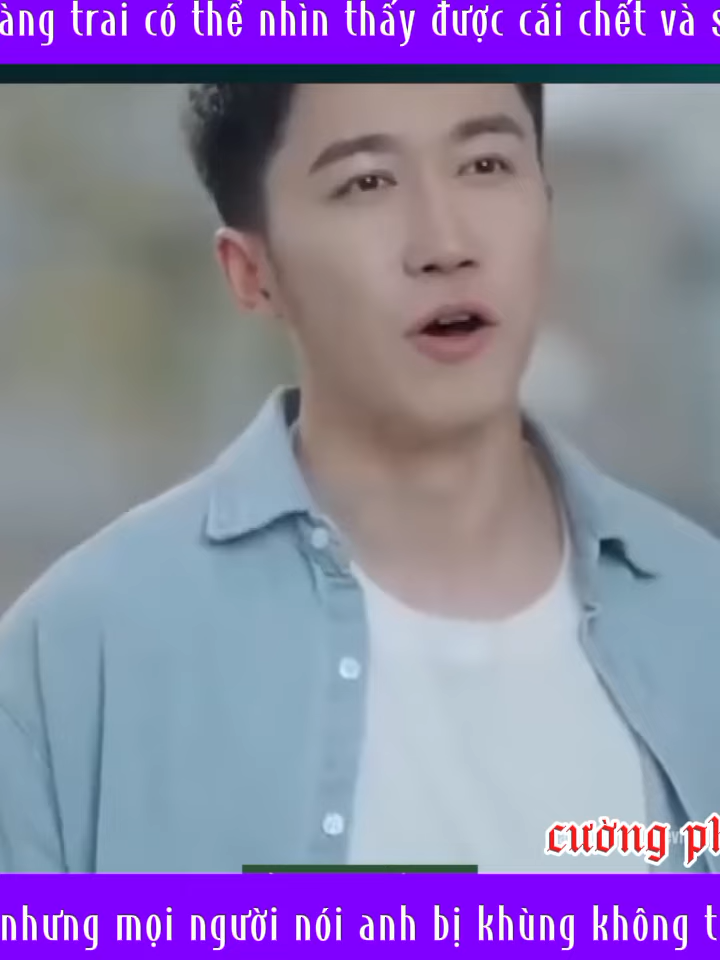 àng trai có thể nhìn thấy được cái chết và s
cường ph
nhưng mọi người nói anh bị khùng không t